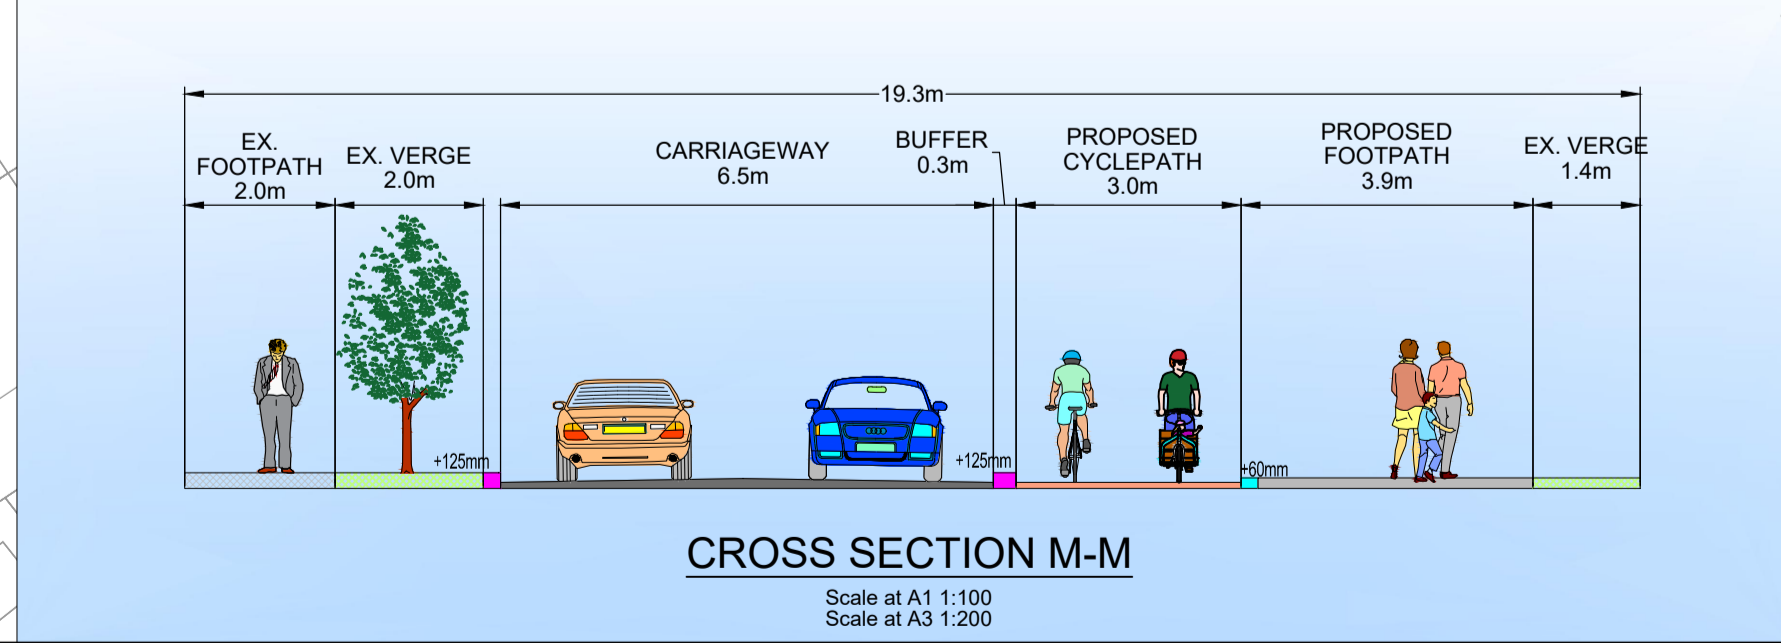 19.3m
EX.
FOOTPATH
2.0m
EX. VERGE
2.0m
CARRIAGEWAY
6.5m
BUFFER
0.3m
PROPOSED
CYCLEPATH
3.0m
PROPOSED
FOOTPATH
3.9m
EX. VERGE
1.4m
+125mm
+125mm
+60mm
CROSS SECTION M-M
Scale at A1 1:100
Scale at A3 1:200